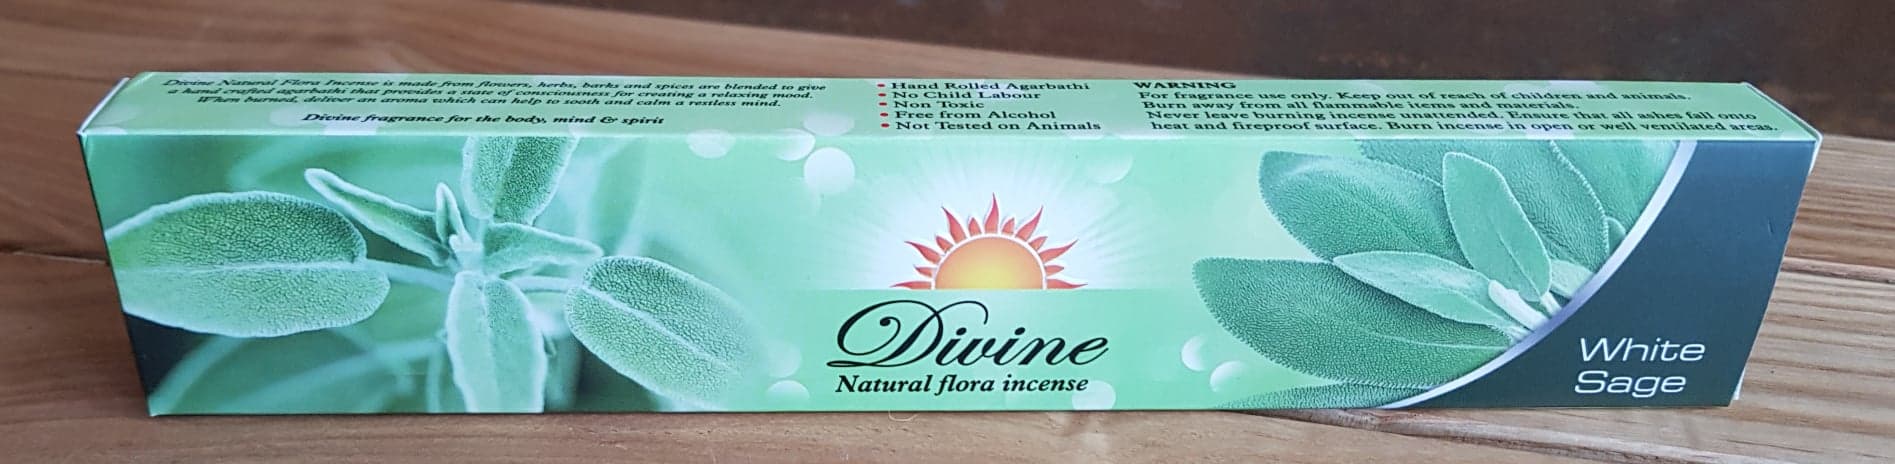 Divine Natural Flora Incense is made from flowers, herbs, barks and spices are blended to give
a hand crafted agarbathi that provides a state of consciousness for creating a relaxing mood.
When burned, deliver an aroma which can help to sooth and calm a restless mind.
Divine fragrance for the body, mind & spirit
• Hand Rolled Agarbathi
• No Child Labour
• Non Toxic
• Free from Alcohol
• Not Tested on Animals
WARNING
For fragrance use only. Keep out of reach of children and animals.
Burn away from all flammable items and materials.
Never leave burning incense unattended. Ensure that all ashes fall onto
heat and fireproof surface. Burn incense in open or well ventilated areas.
Divine
Natural flora incense
White
Sage